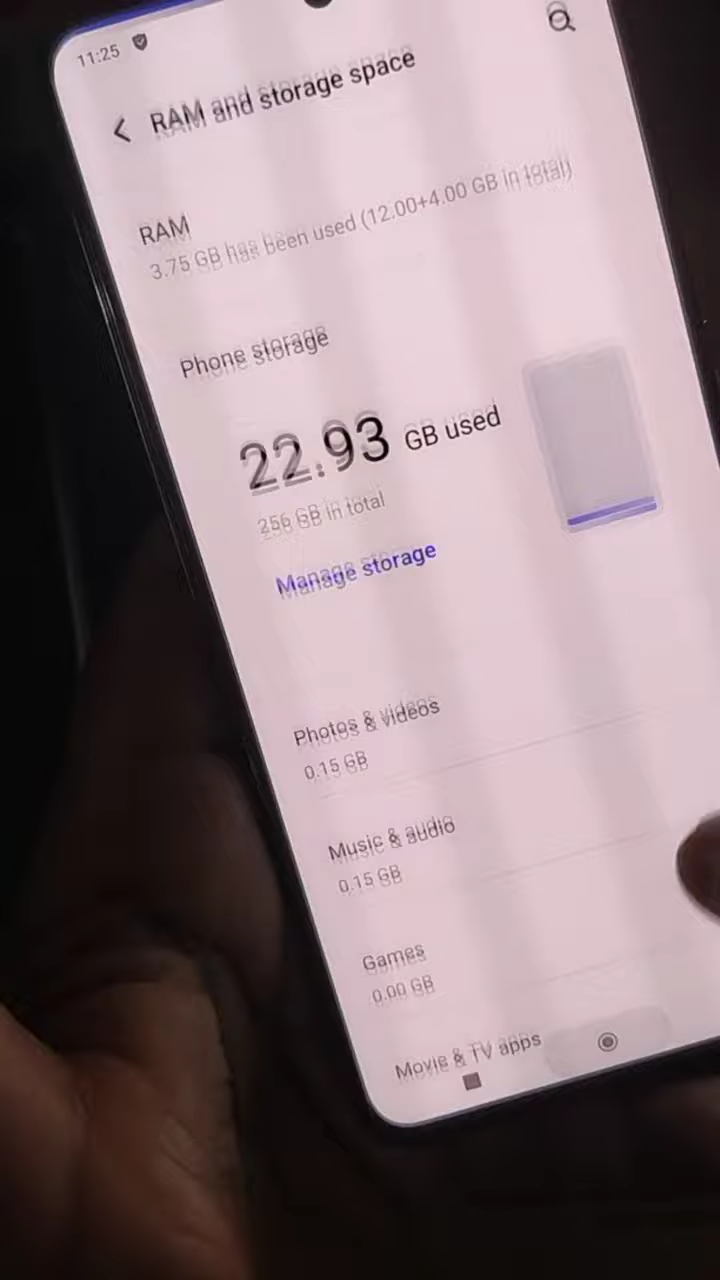 11:25
RAM and storage space
RAM
3.75 GB has been used (12.00+4.00 GB in total)
Phone storage
22.93 GB used
256 GB in total
Manage storage
Photos & videos
0.15 GB
Music & audio
0.15 GB
Games
0.00 GB
Movie & TV apps